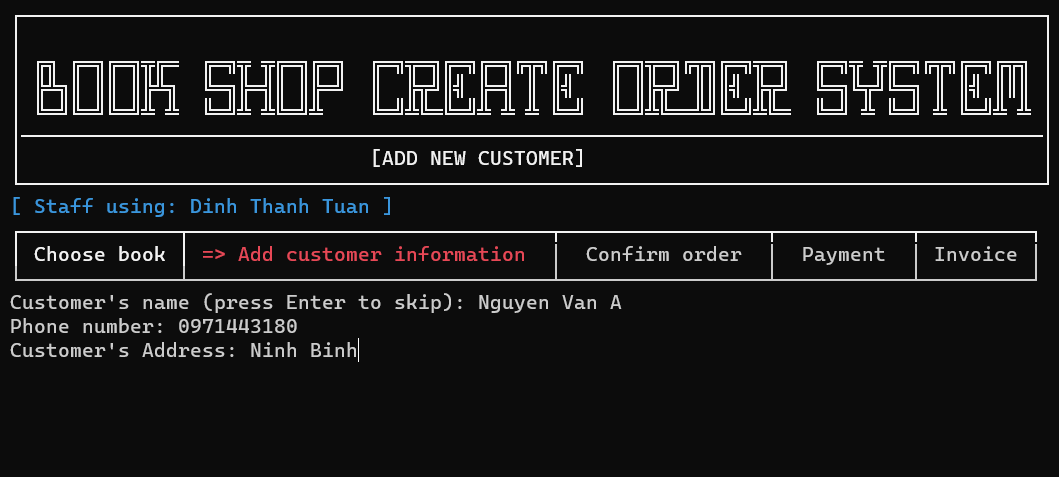 BOOK SHOP CREATE ORDER SYSTEM
[ADD NEW CUSTOMER]
[ Staff using: Dinh Thanh Tuan ]
Choose book => Add customer information Confirm order Payment Invoice
Customer's name (press Enter to skip): Nguyen Van A
Phone number: 0971443180
Customer's Address: Ninh Binh